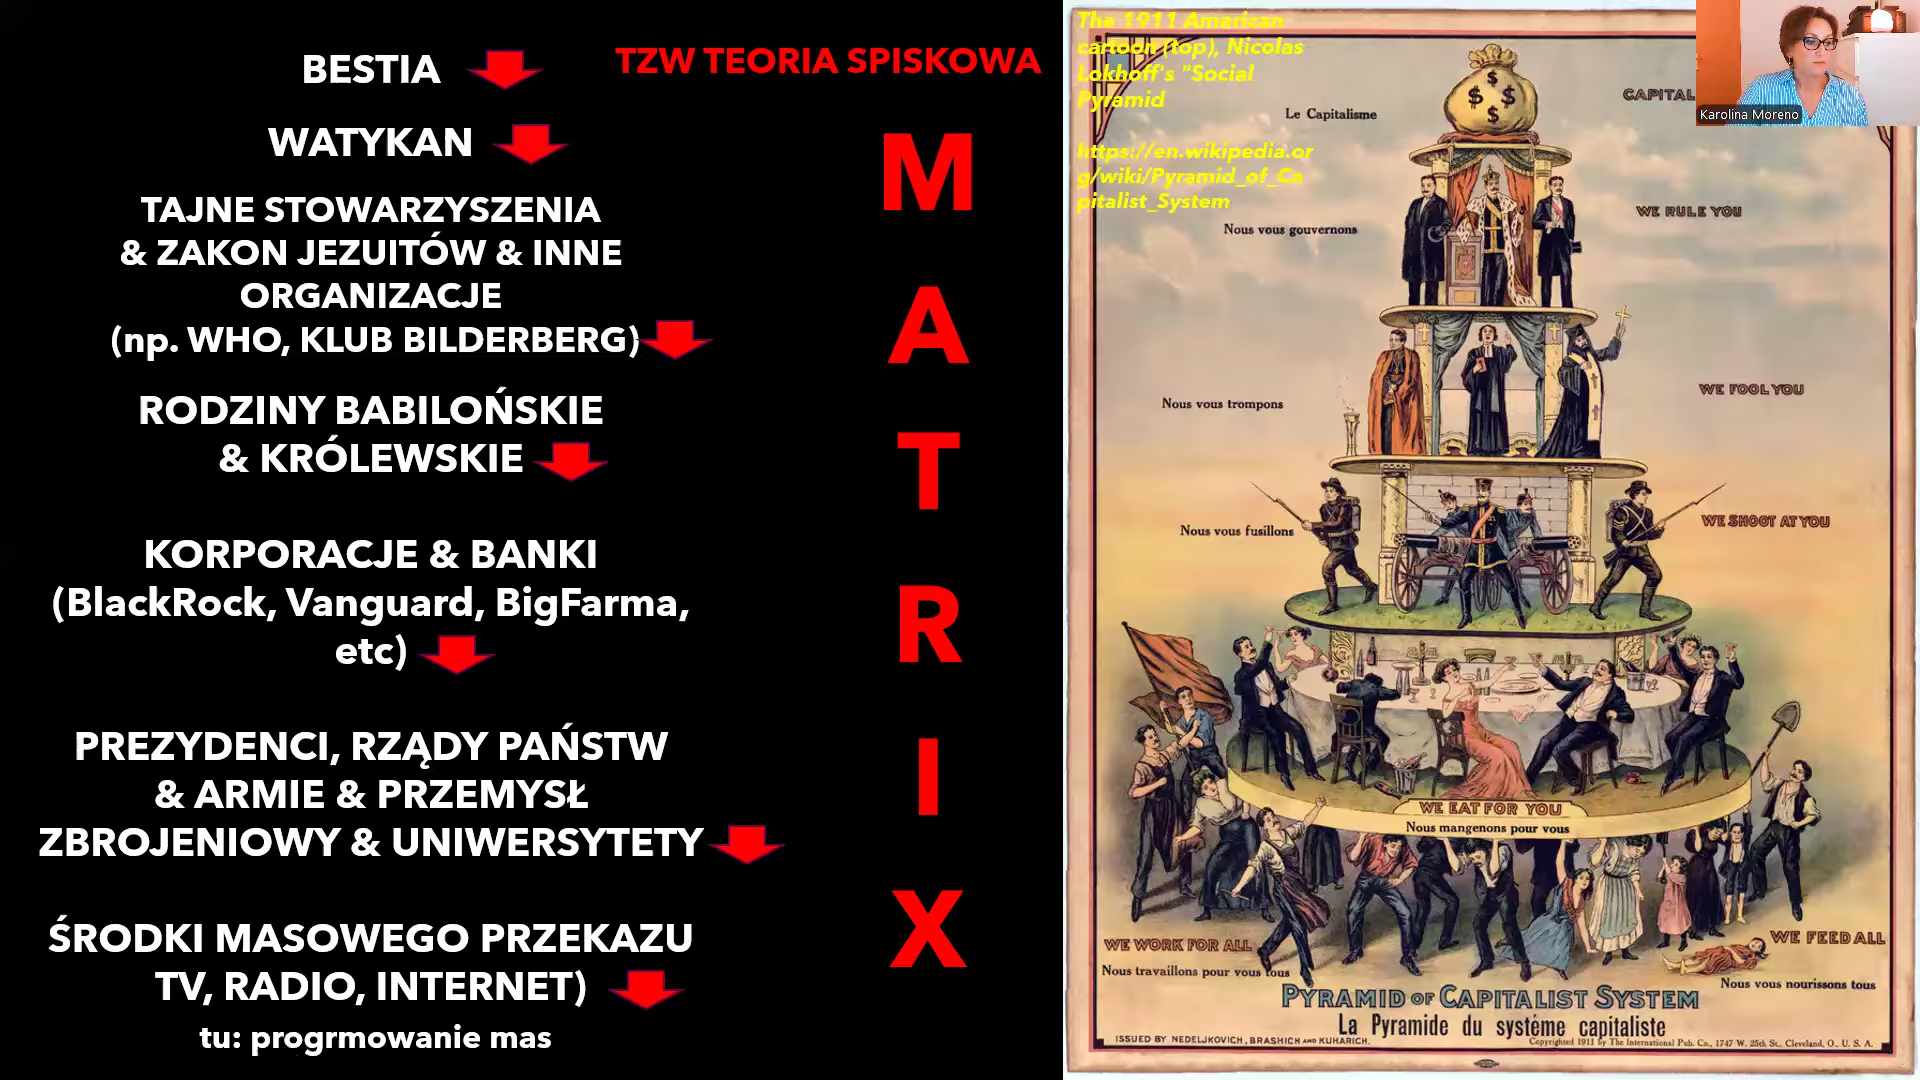 BESTIA
TZW TEORIA SPISKOWA
WATYKAN
TAJNE STOWARZYSZENIA
& ZAKON JEZUITÓW & INNE
ORGANIZACJE
(np. WHO, KLUB BILDERBERG)
RODZINY BABILOŃSKIE
& KRÓLEWSKIE
KORPORACJE & BANKI
(BlackRock, Vanguard, BigFarma,
etc)
PREZYDENCI, RZĄDY PAŃSTW
& ARMIE & PRZEMYSŁ
ZBROJENIOWY & UNIWERSYTETY
ŚRODKI MASOWEGO PRZEKAZU
TV, RADIO, INTERNET)
tu: progrmowanie mas
M
A
T
R
I
X
The 1911 American
cartoon (top), Nicolas
Lokhoff's "Social
Pyramid
https://en.wikipedia.or
g/wiki/Pyramid_of_Ca
pitalist_System
Karolina Moreno
Le Capitalisme
CAPITAL
$
$ $
$
Nous vous gouvernons
WE RULE YOU
Nous vous trompons
WE FOOL YOU
Nous vous fusillons
WE SHOOT AT YOU
WE EAT FOR YOU
Nous mangenons pour vous
WE WORK FOR ALL
Nous travaillons pour vous tous
WE FEED ALL
Nous vous nourissons tous
PYRAMID OF CAPITALIST SYSTEM
La Pyramide du systéme capitaliste
ISSUED BY NEDELJKOVICH, BRASHICH AND KUHARICH.
Copyrighted 1911 by The International Pub. Co., 1747 W. 25th St., Cleveland, O., U. S. A.